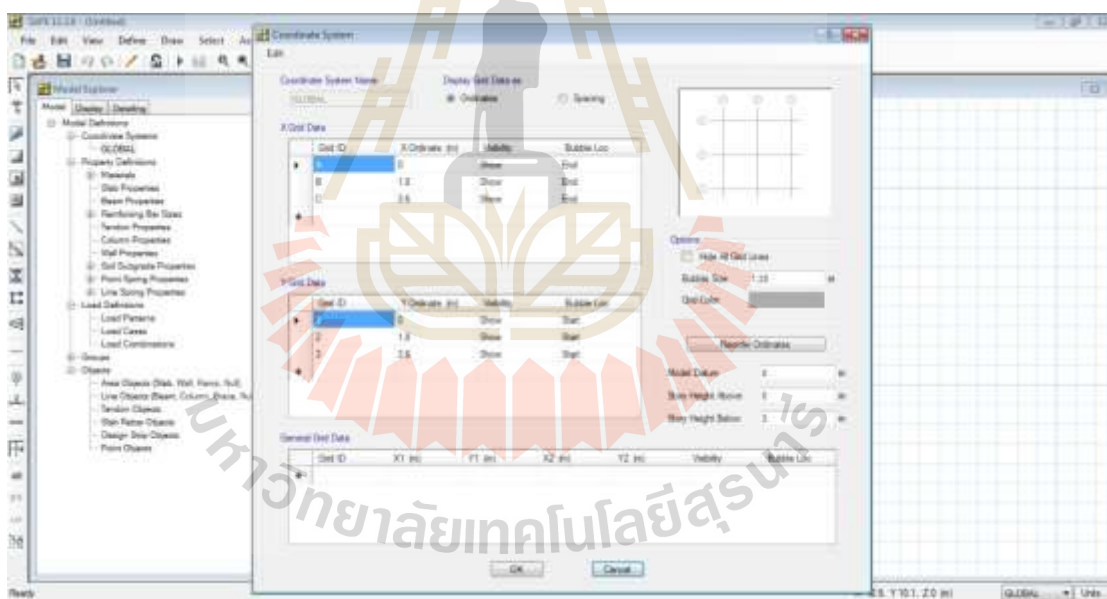 SAFE 12.3.0 - (Untitled)
File Edit View Define Draw Select
Model Explorer
Model Display Detailing
Model Definitions
Coordinate Systems
GLOBAL
Property Definitions
Materials
Slab Properties
Beam Properties
Reinforcing Bar Sizes
Tendon Properties
Column Properties
Wall Properties
Soil Subgrade Properties
Point Spring Properties
Line Spring Properties
Load Definitions
Load Patterns
Load Cases
Load Combinations
Groups
Objects
Area Objects (Slab, Wall, Ramp, Null)
Line Objects (Beam, Column, Brace,
Tendon Objects
Slab Rebar Objects
Design Strip Objects
Point Objects
Coordinate System
Edit
Coordinate System Name
GLOBAL
Display Grid Data as
Ordinates Spacing
X Grid Data
Grid ID X Ordinate (m) Visibility Bubble Loc
A 0 Show End
B 1.8 Show End
C 3.6 Show End
Y Grid Data
Grid ID Y Ordinate (m) Visibility Bubble Loc
0 Show Start
2 1.8 Show Start
3 3.6 Show Start
Options
Hide All Grid Lines
Bubble Size 1.25 m
Grid Color
Reorder Ordinates
Model Datum 0 m
Story Height Above m
Story Height Below 3 m
General Grid Data
Grid ID X1 (m) Y1 (m) X2 (m) Y2 (m) Visibility Bubble Loc
OK Cancel
มหาวิทยาลัยเทคโนโลยีสุรนารี
Ready
Y10.1, Z0 (m) GLOBAL Units